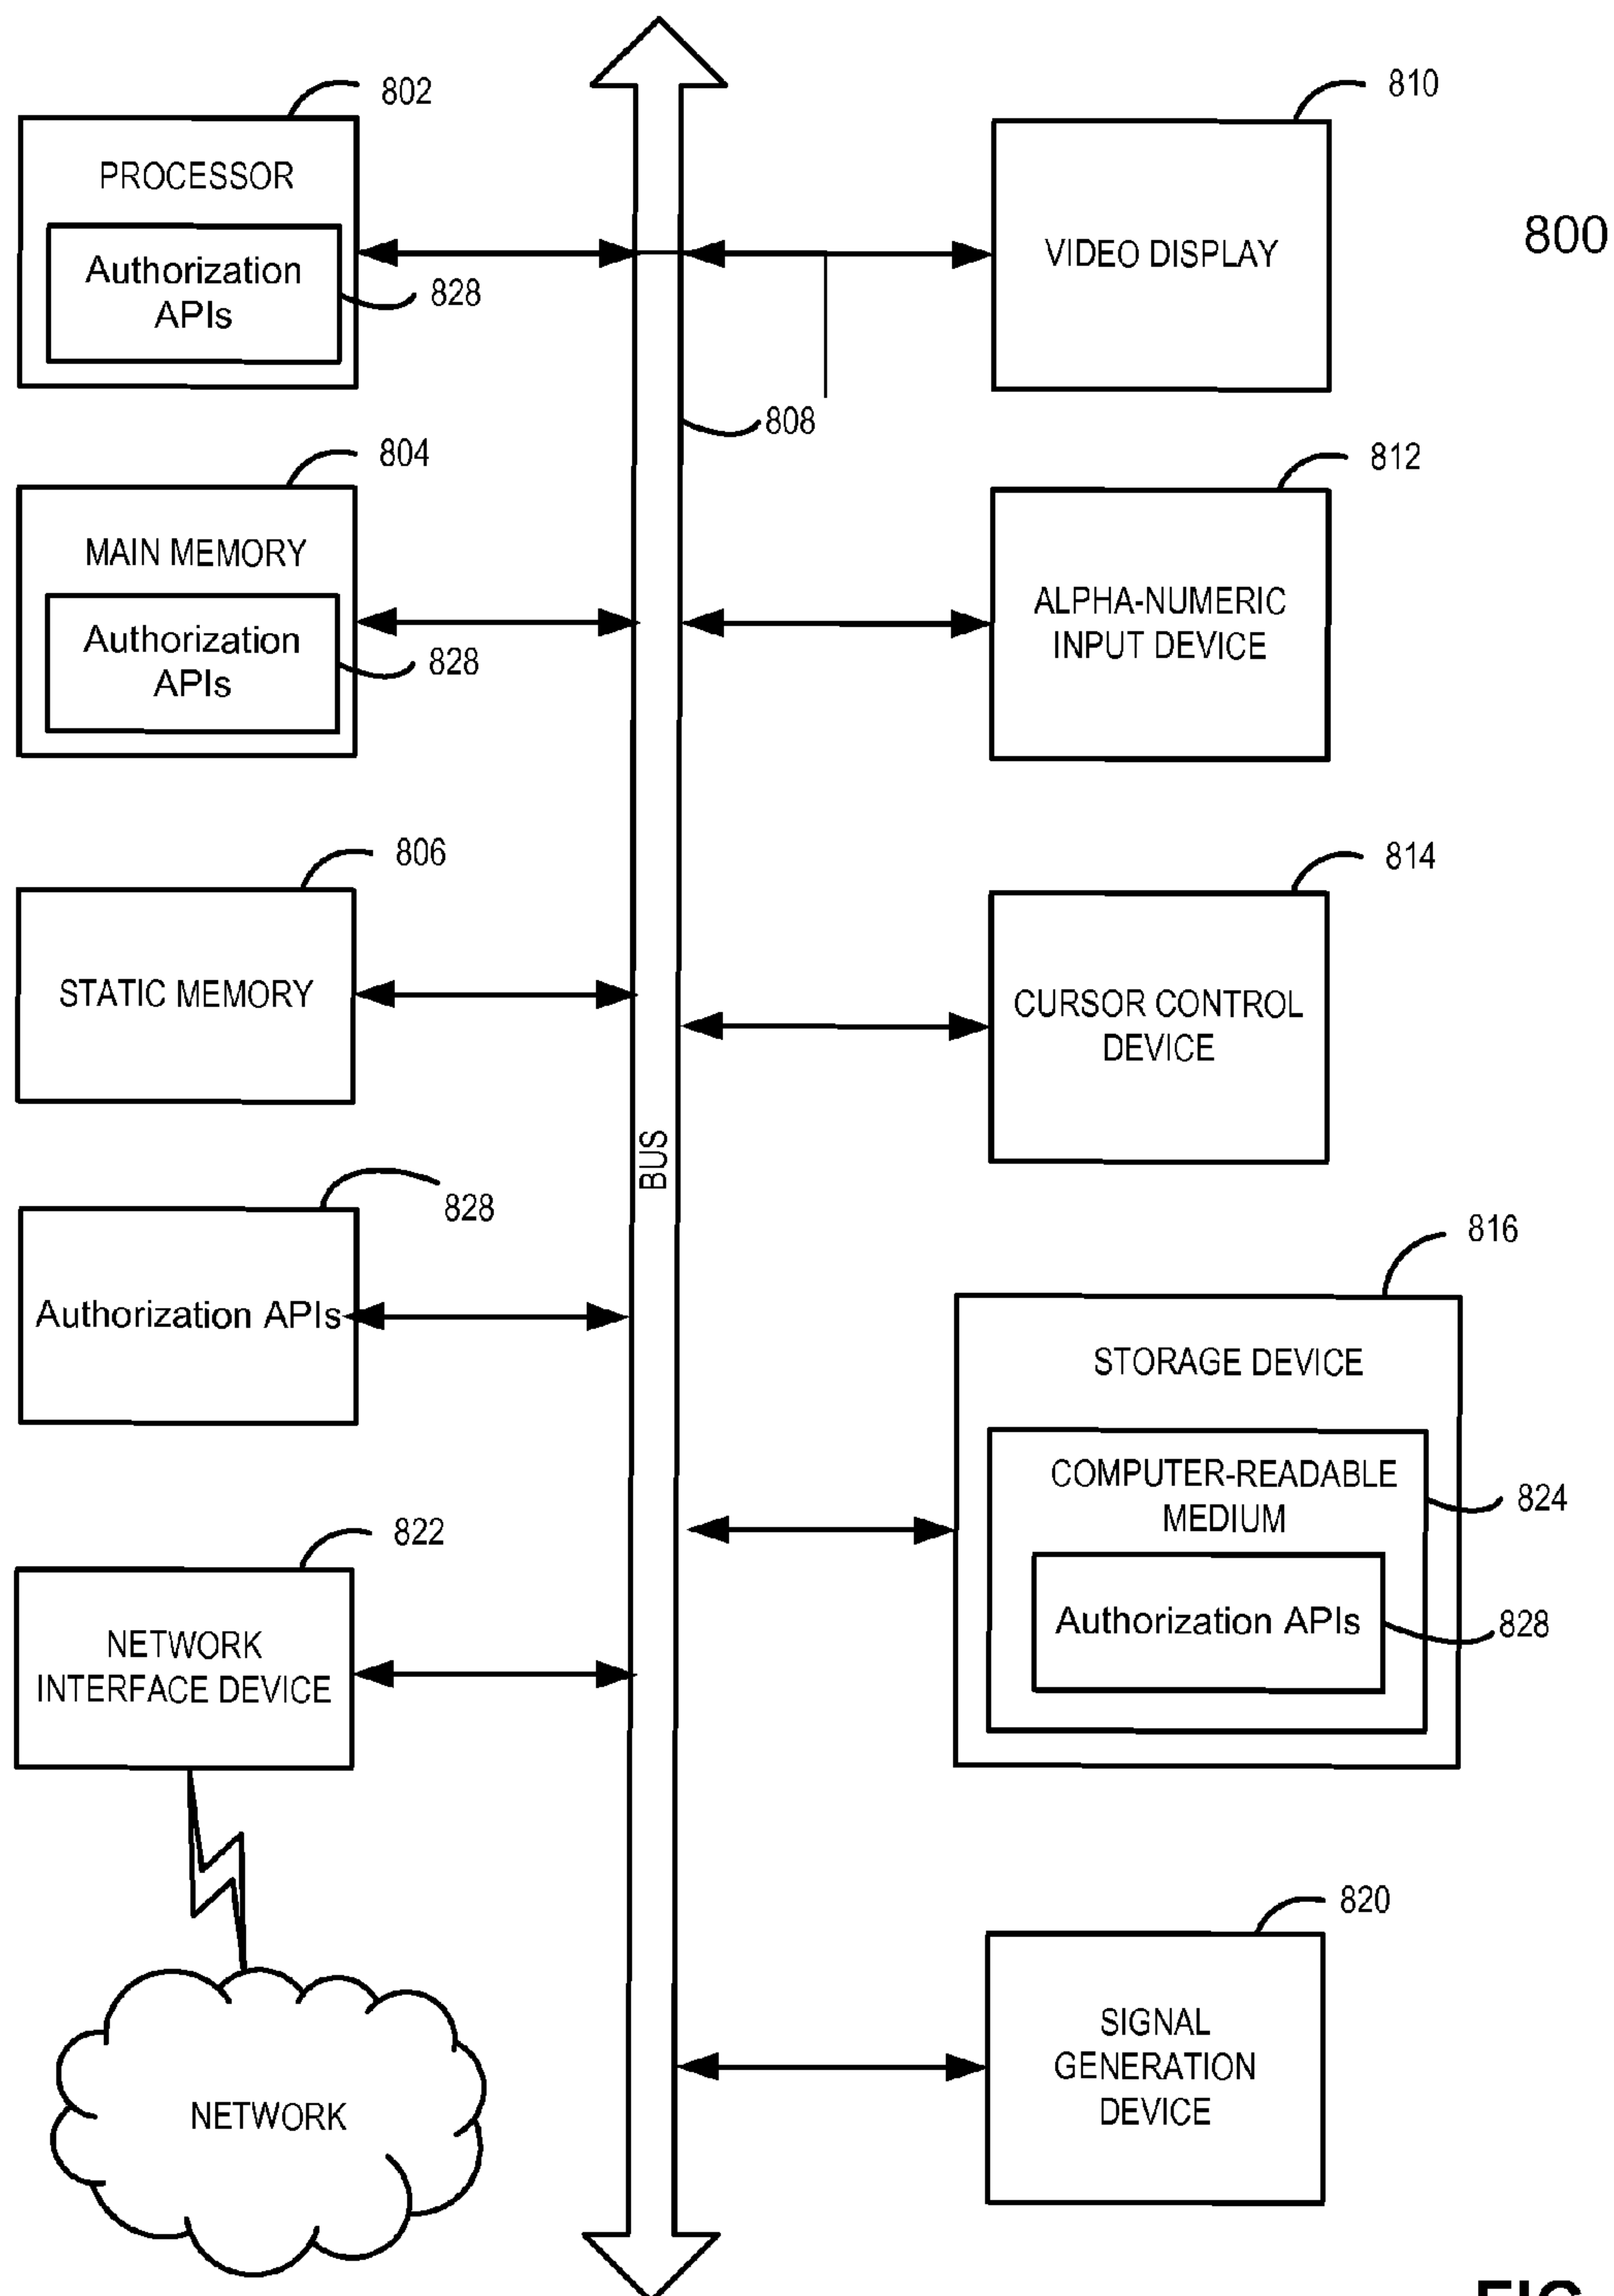 802
PROCESSOR
Authorization
APIs
828
810
VIDEO DISPLAY
800
808
804
MAIN MEMORY
Authorization
APIs
828
812
ALPHA-NUMERIC
INPUT DEVICE
806
STATIC MEMORY
814
CURSOR CONTROL
DEVICE
BUS
828
Authorization APIs
816
STORAGE DEVICE
COMPUTER-READABLE
MEDIUM
824
Authorization APIs
828
822
NETWORK
INTERFACE DEVICE
NETWORK
820
SIGNAL
GENERATION
DEVICE
FIG